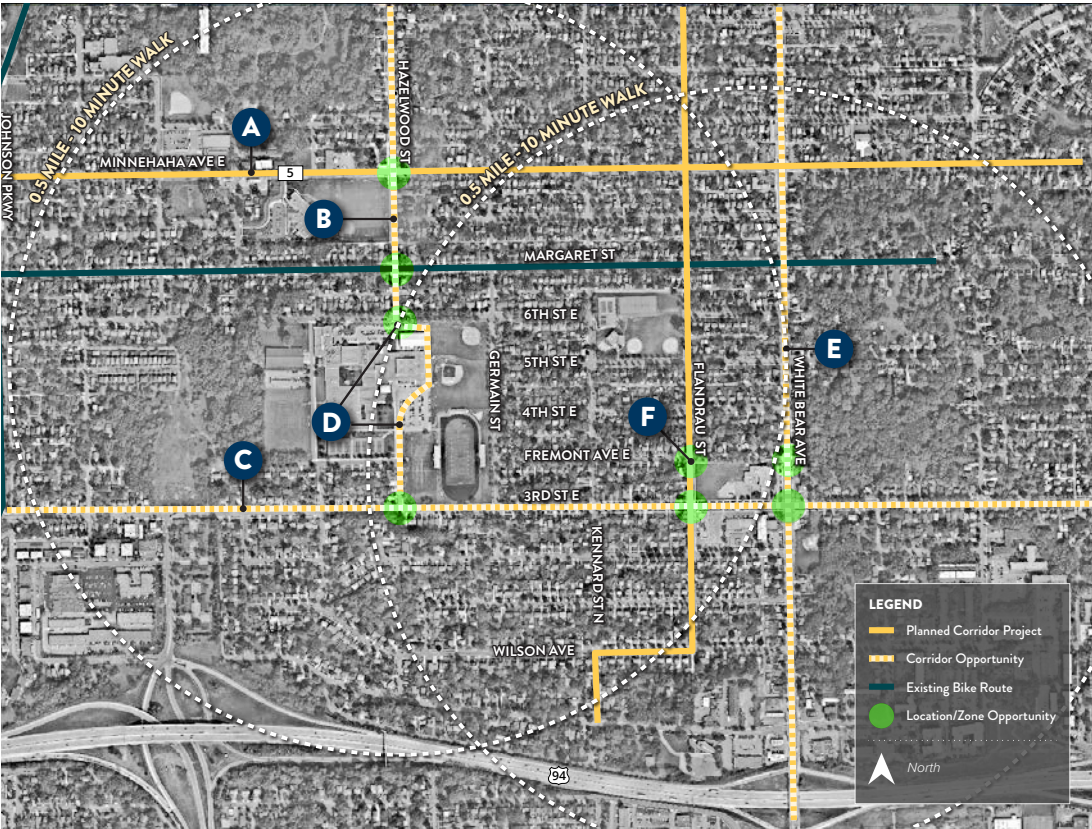 0.5 MILE - 10 MINUTE WALK
JOHNSON PKWY
HAZELWOOD ST
A
MINNEHAHA AVE E
5
0.5 MILE - 10 MINUTE WALK
B
MARGARET ST
6TH ST E
GERMAIN ST
5TH ST E
FLANDRAU ST
WHITE BEAR AVE
E
D
4TH ST E
F
C
FREMONT AVE E
3RD ST E
KENNARD ST N
WILSON AVE
94
LEGEND
Planned Corridor Project
Corridor Opportunity
Existing Bike Route
Location/Zone Opportunity
North